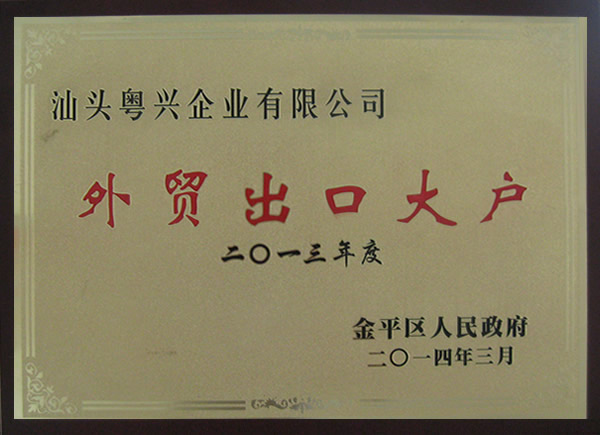 汕头粤兴企业有限公司
外贸出口大户
二〇一三年度
金平区人民政府
二〇一四年三月